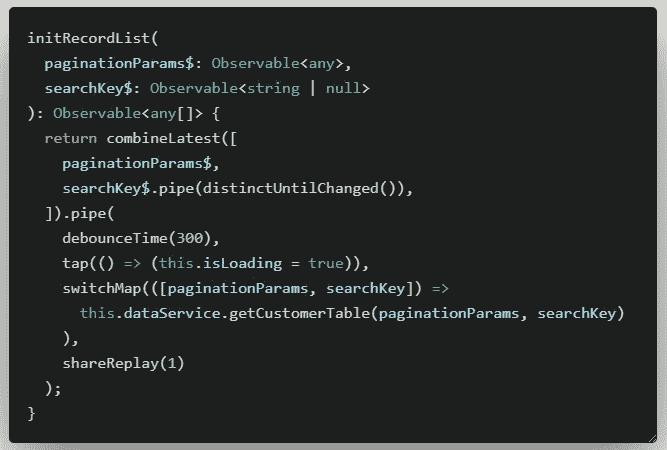 initRecordList(
  paginationParams$: Observable<any>,
  searchKey$: Observable<string | null>
): Observable<any[]> {
  return combineLatest([
    paginationParams$,
    searchKey$.pipe(distinctUntilChanged()),
  ]).pipe(
    debounceTime(300),
    tap(() => (this.isLoading = true)),
    switchMap(([paginationParams, searchKey]) =>
      this.dataService.getCustomerTable(paginationParams, searchKey)
    ),
    shareReplay(1)
  );
}